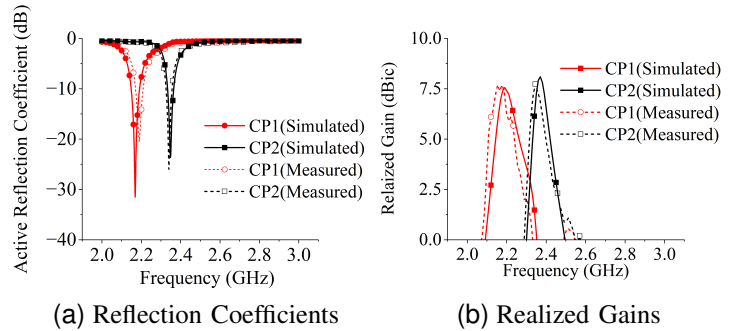 Active Reflection Coefficient (dB)
0
−10
−20
−30
−40
2.0 2.2 2.4 2.6 2.8 3.0
Frequency (GHz)
CP1(Simulated)
CP2(Simulated)
CP1(Measured)
CP2(Measured)
(a) Reflection Coefficients
Relaized Gain (dBic)
10.0
7.5
5.0
2.5
0.0
2.0 2.2 2.4 2.6 2.8 3.0
Frequency (GHz)
CP1(Simulated)
CP2(Simulated)
CP1(Measured)
CP2(Measured)
(b) Realized Gains